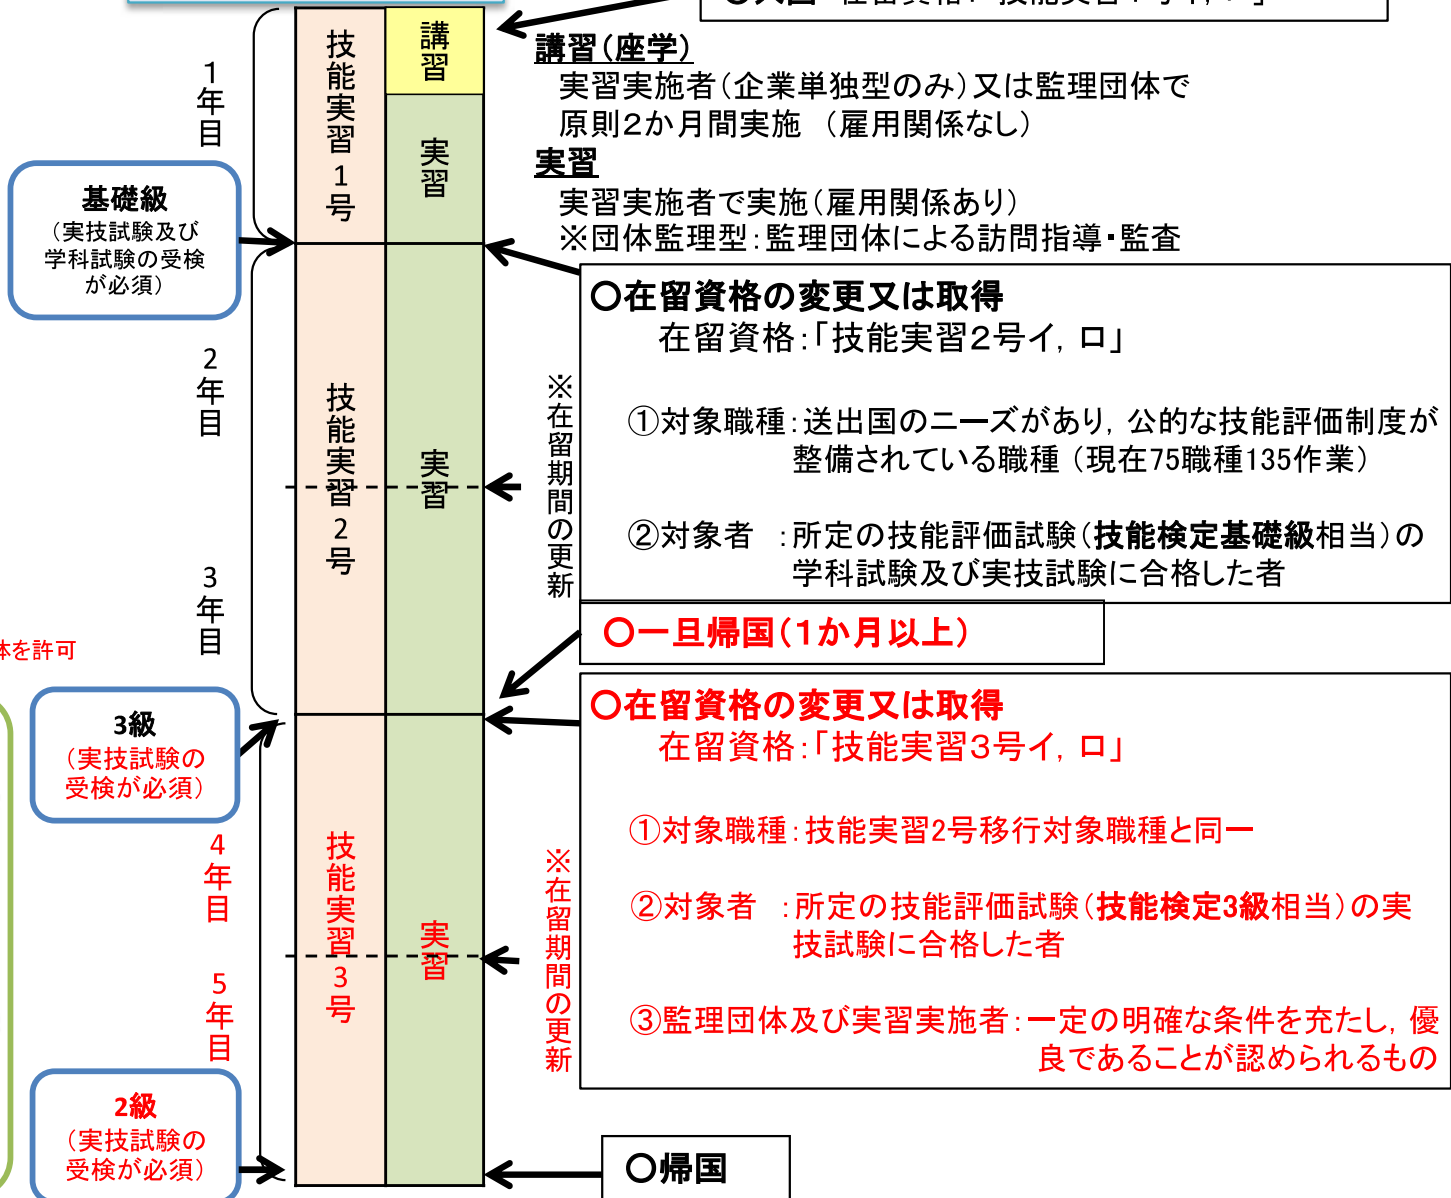 講習(座学)
実習実施者(企業単独型のみ)又は監理団体で
原則2か月間実施 (雇用関係なし)
実習
実習実施者で実施(雇用関係あり)
※団体監理型:監理団体による訪問指導・監査
1年目
技能実習1号
講習
実習
基礎級
(実技試験及び
学科試験の受検
が必須)
○在留資格の変更又は取得
在留資格:「技能実習2号イ, ロ」
①対象職種:送出国のニーズがあり, 公的な技能評価制度が
整備されている職種 (現在75職種135作業)
②対象者 :所定の技能評価試験(技能検定基礎級相当)の
学科試験及び実技試験に合格した者
2年目
3年目
技能実習2号
実習
※在留期間の更新
○一旦帰国(1か月以上)
体を許可
3級
(実技試験の
受検が必須)
○在留資格の変更又は取得
在留資格:「技能実習3号イ, ロ」
①対象職種:技能実習2号移行対象職種と同一
②対象者 :所定の技能評価試験(技能検定3級相当)の実
技試験に合格した者
③監理団体及び実習実施者:一定の明確な条件を充たし, 優
良であることが認められるもの
4年目
5年目
技能実習3号
実習
※在留期間の更新
2級
(実技試験の
受検が必須)
○帰国